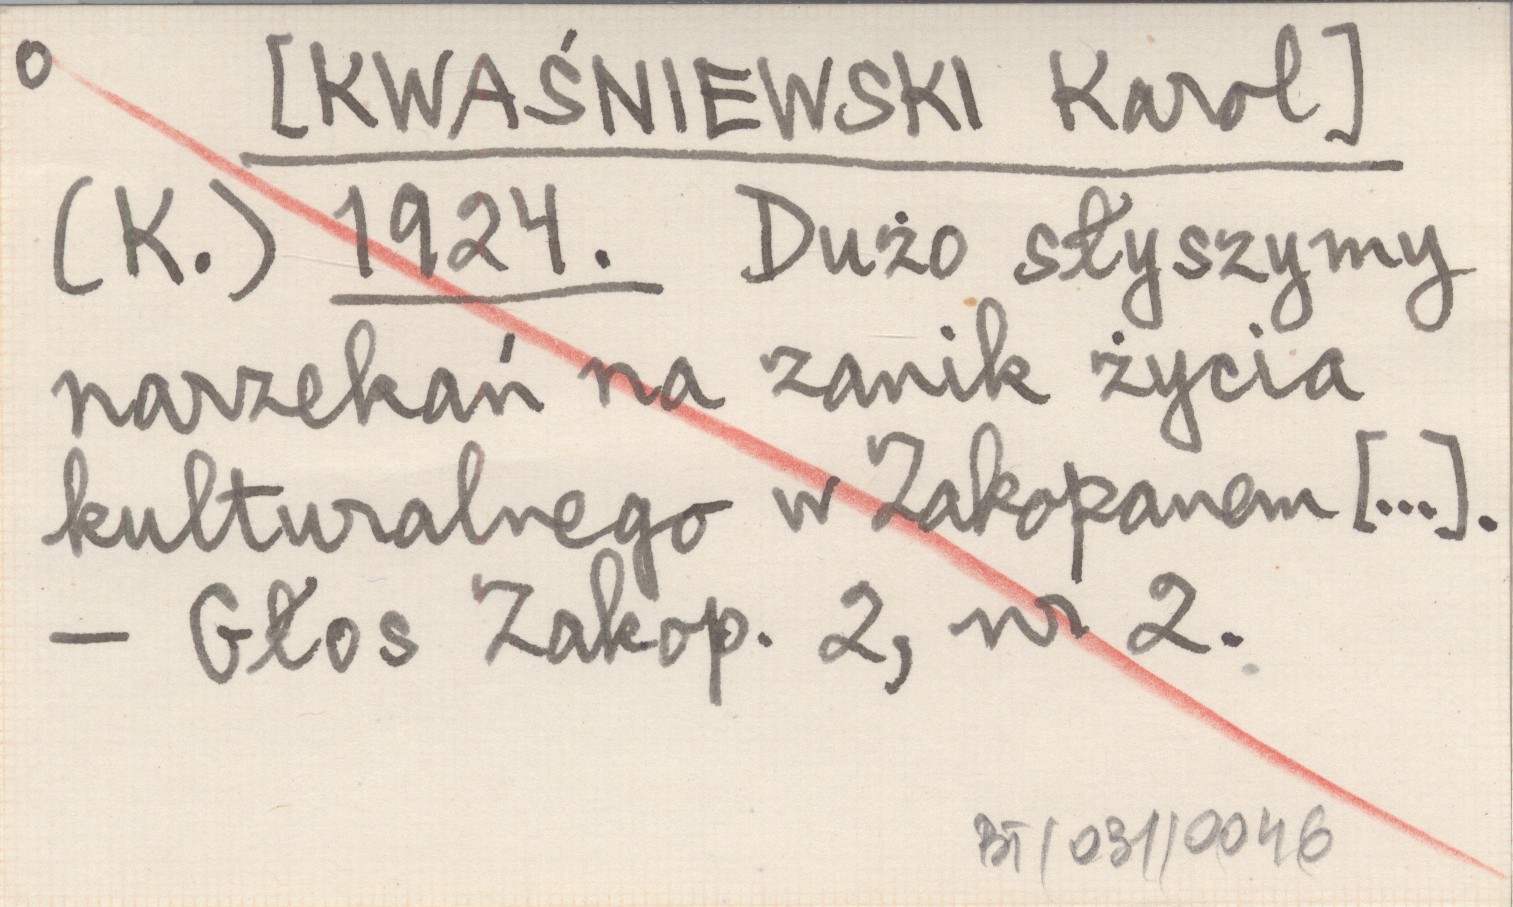 o [KWAŚNIEWSKI Karol]
(K.) 1924. Dużo słyszymy
narzekań na zanik życia
kulturalnego w Zakopanem [...].
— Głos Zakop. 2, nr 2.
BT/031/0046